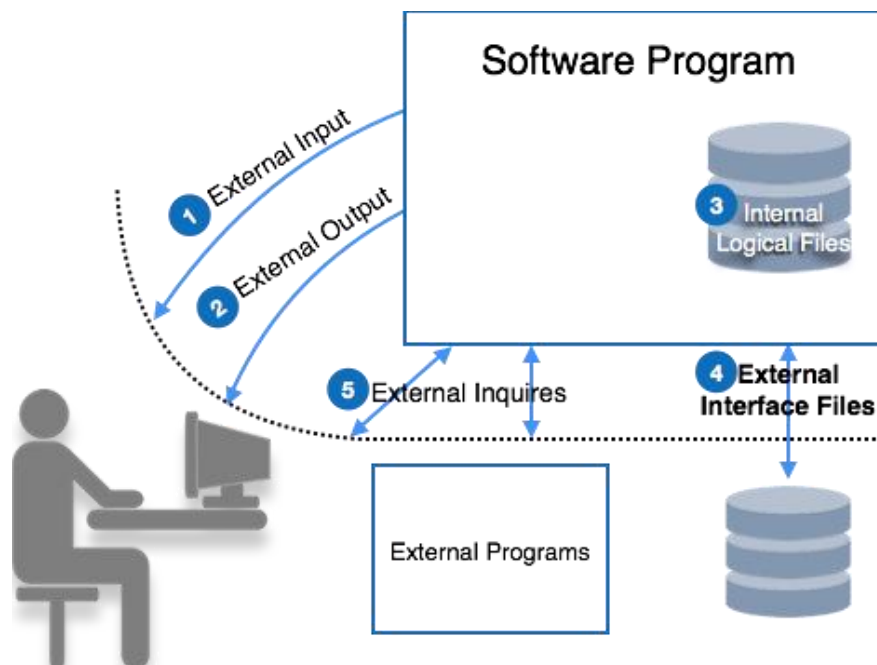 Software Program
1 External Input
2 External Output
3 Internal
Logical Files
4 External
Interface Files
5 External Inquires
External Programs